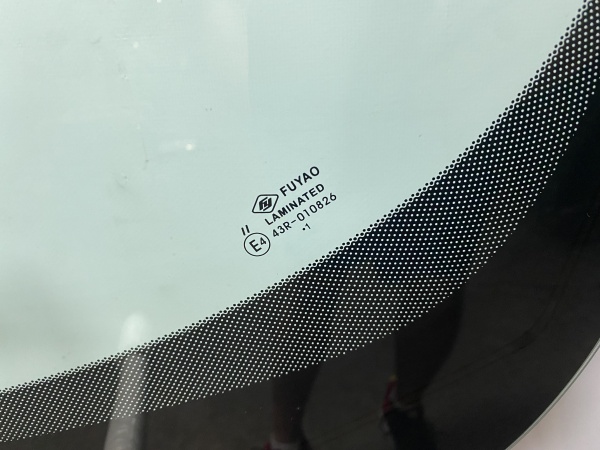 FUYAO
LAMINATED
II
E4 43R-010826
.1